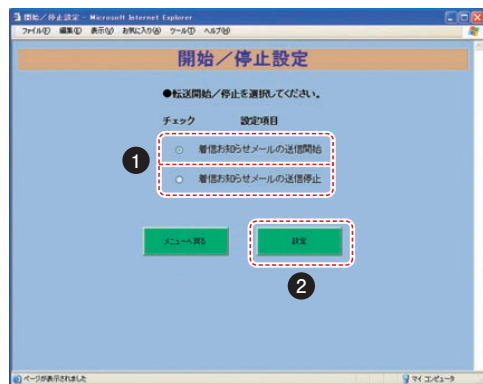 開始／停止設定 - Microsoft Internet Explorer
ファイル(F) 編集(E) 表示(V) お気に入り(A) ツール(T) ヘルプ(H)
開始／停止設定
●転送開始／停止を選択してください。
チェック 設定項目
1
着信お知らせメールの送信開始
着信お知らせメールの送信停止
メニューへ戻る 設定
2
ページが表示されました マイ コンピュータ